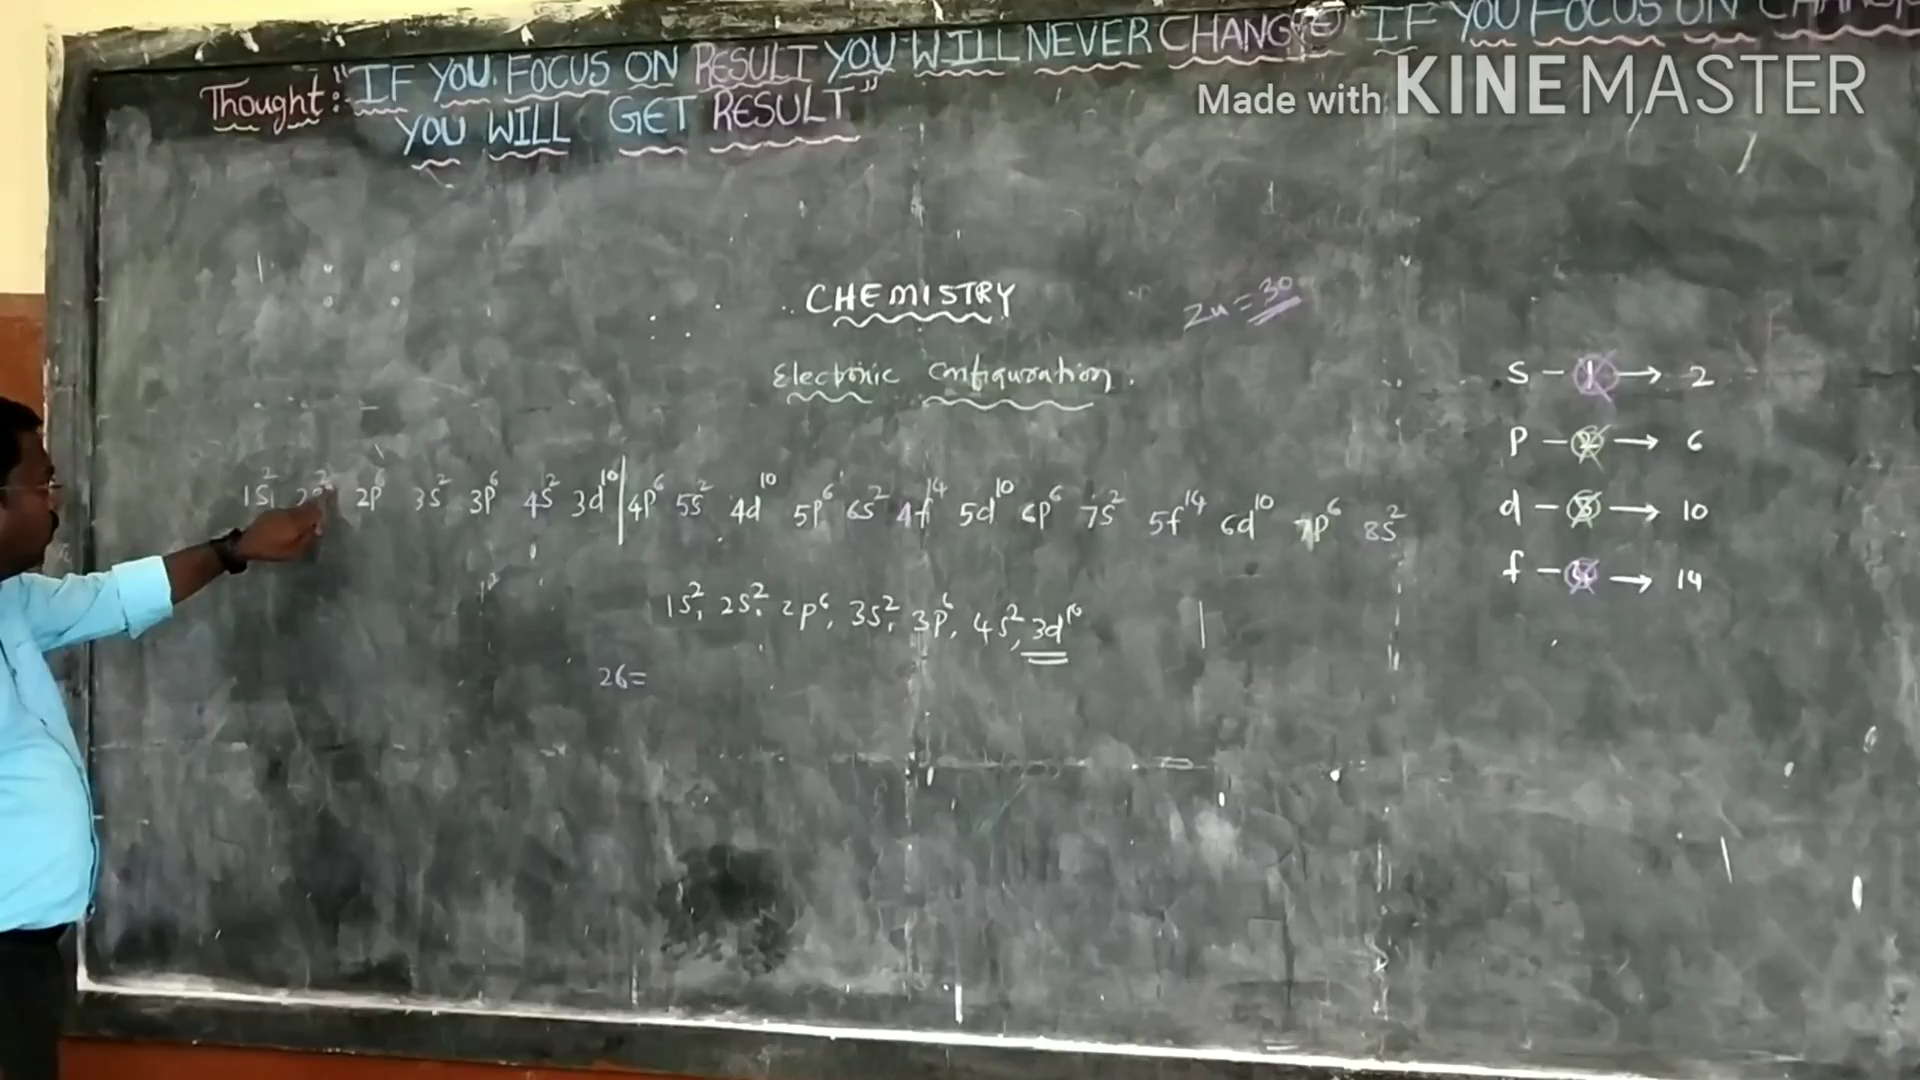 Thought: "IF YOU FOCUS ON RESULT YOU WILL NEVER CHANGE" "IF YOU FOCUS ON
YOU WILL GET RESULT"
Made with KINEMASTER
CHEMISTRY
Zn = 30
Electronic Configuration.
S – 1 → 2
P – 2 → 6
d – 3 → 10
f – → 14
1s² 2s² 2p⁶ 3s² 3p⁶ 4s² 3d¹⁰ | 4p⁶ 5s² 4d¹⁰ 5p⁶ 6s² 4f¹⁴ 5d¹⁰ 6p⁶ 7s² 5f¹⁴ 6d¹⁰ 7p⁶ 8s²
1s², 2s², 2p⁶, 3s², 3p⁶, 4s², 3d¹⁰
26=